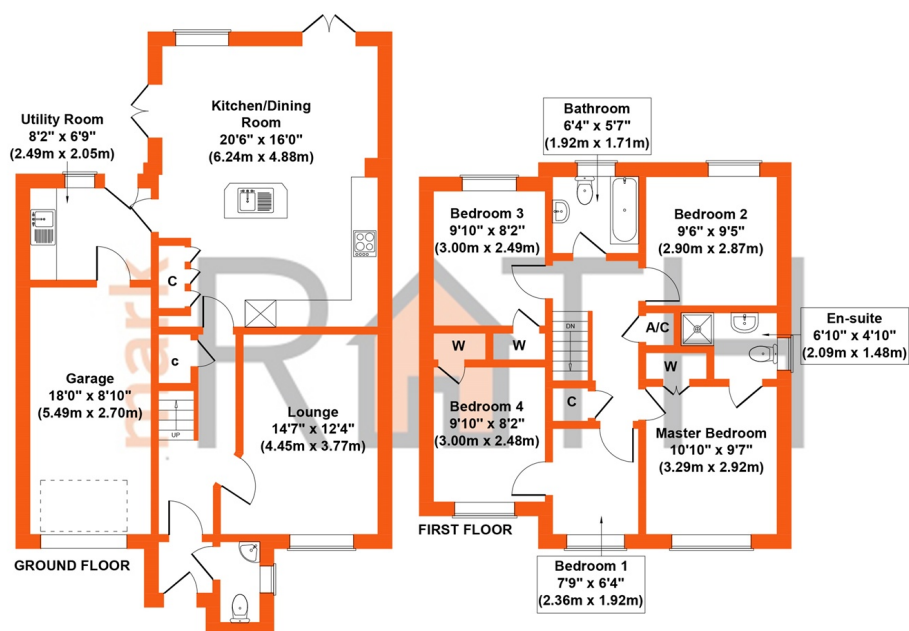 Utility Room
8'2" x 6'9"
(2.49m x 2.05m)
Kitchen/Dining
Room
20'6" x 16'0"
(6.24m x 4.88m)
C
c
Garage
18'0" x 8'10"
(5.49m x 2.70m)
UP
Lounge
14'7" x 12'4"
(4.45m x 3.77m)
GROUND FLOOR
Bathroom
6'4" x 5'7"
(1.92m x 1.71m)
Bedroom 3
9'10" x 8'2"
(3.00m x 2.49m)
Bedroom 2
9'6" x 9'5"
(2.90m x 2.87m)
DN
A/C
En-suite
6'10" x 4'10"
(2.09m x 1.48m)
W
W
W
C
Bedroom 4
9'10" x 8'2"
(3.00m x 2.48m)
Master Bedroom
10'10" x 9'7"
(3.29m x 2.92m)
FIRST FLOOR
Bedroom 1
7'9" x 6'4"
(2.36m x 1.92m)
.mark
RATH